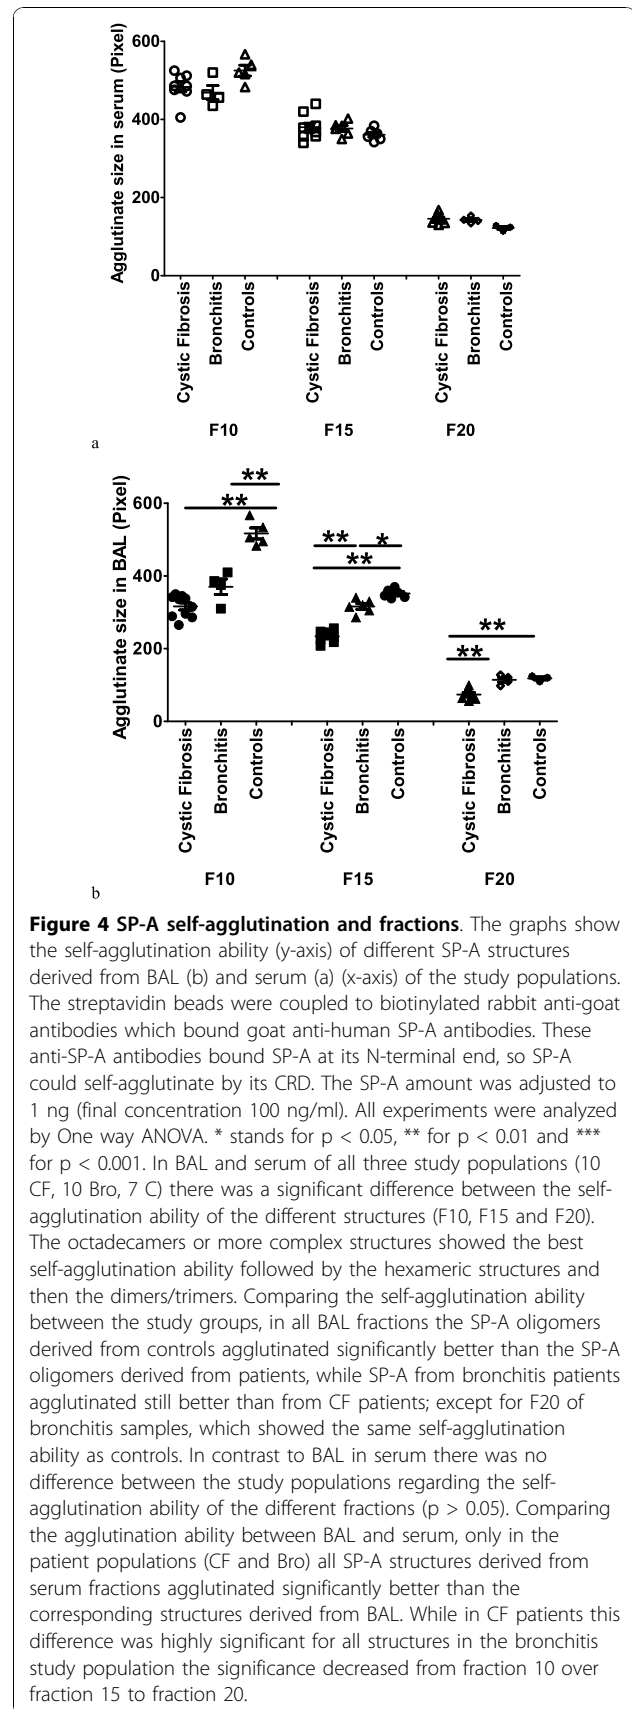 Agglutinate size in serum (Pixel)
600
400
200
0
Cystic Fibrosis
Bronchitis
Controls
Cystic Fibrosis
Bronchitis
Controls
Cystic Fibrosis
Bronchitis
Controls
F10
F15
F20
a
Agglutinate size in BAL (Pixel)
600
400
200
0
**
**
**
*
**
**
**
Cystic Fibrosis
Bronchitis
Controls
Cystic Fibrosis
Bronchitis
Controls
Cystic Fibrosis
Bronchitis
Controls
F10
F15
F20
b
Figure 4 SP-A self-agglutination and fractions. The graphs show
the self-agglutination ability (y-axis) of different SP-A structures
derived from BAL (b) and serum (a) (x-axis) of the study populations.
The streptavidin beads were coupled to biotinylated rabbit anti-goat
antibodies which bound goat anti-human SP-A antibodies. These
anti-SP-A antibodies bound SP-A at its N-terminal end, so SP-A
could self-agglutinate by its CRD. The SP-A amount was adjusted to
1 ng (final concentration 100 ng/ml). All experiments were analyzed
by One way ANOVA. * stands for p < 0.05, ** for p < 0.01 and ***
for p < 0.001. In BAL and serum of all three study populations (10
CF, 10 Bro, 7 C) there was a significant difference between the self-
agglutination ability of the different structures (F10, F15 and F20).
The octadecamers or more complex structures showed the best
self-agglutination ability followed by the hexameric structures and
then the dimers/trimers. Comparing the self-agglutination ability
between the study groups, in all BAL fractions the SP-A oligomers
derived from controls agglutinated significantly better than the SP-A
oligomers derived from patients, while SP-A from bronchitis patients
agglutinated still better than from CF patients; except for F20 of
bronchitis samples, which showed the same self-agglutination
ability as controls. In contrast to BAL in serum there was no
difference between the study populations regarding the self-
agglutination ability of the different fractions (p > 0.05). Comparing
the agglutination ability between BAL and serum, only in the
patient populations (CF and Bro) all SP-A structures derived from
serum fractions agglutinated significantly better than the
corresponding structures derived from BAL. While in CF patients this
difference was highly significant for all structures in the bronchitis
study population the significance decreased from fraction 10 over
fraction 15 to fraction 20.